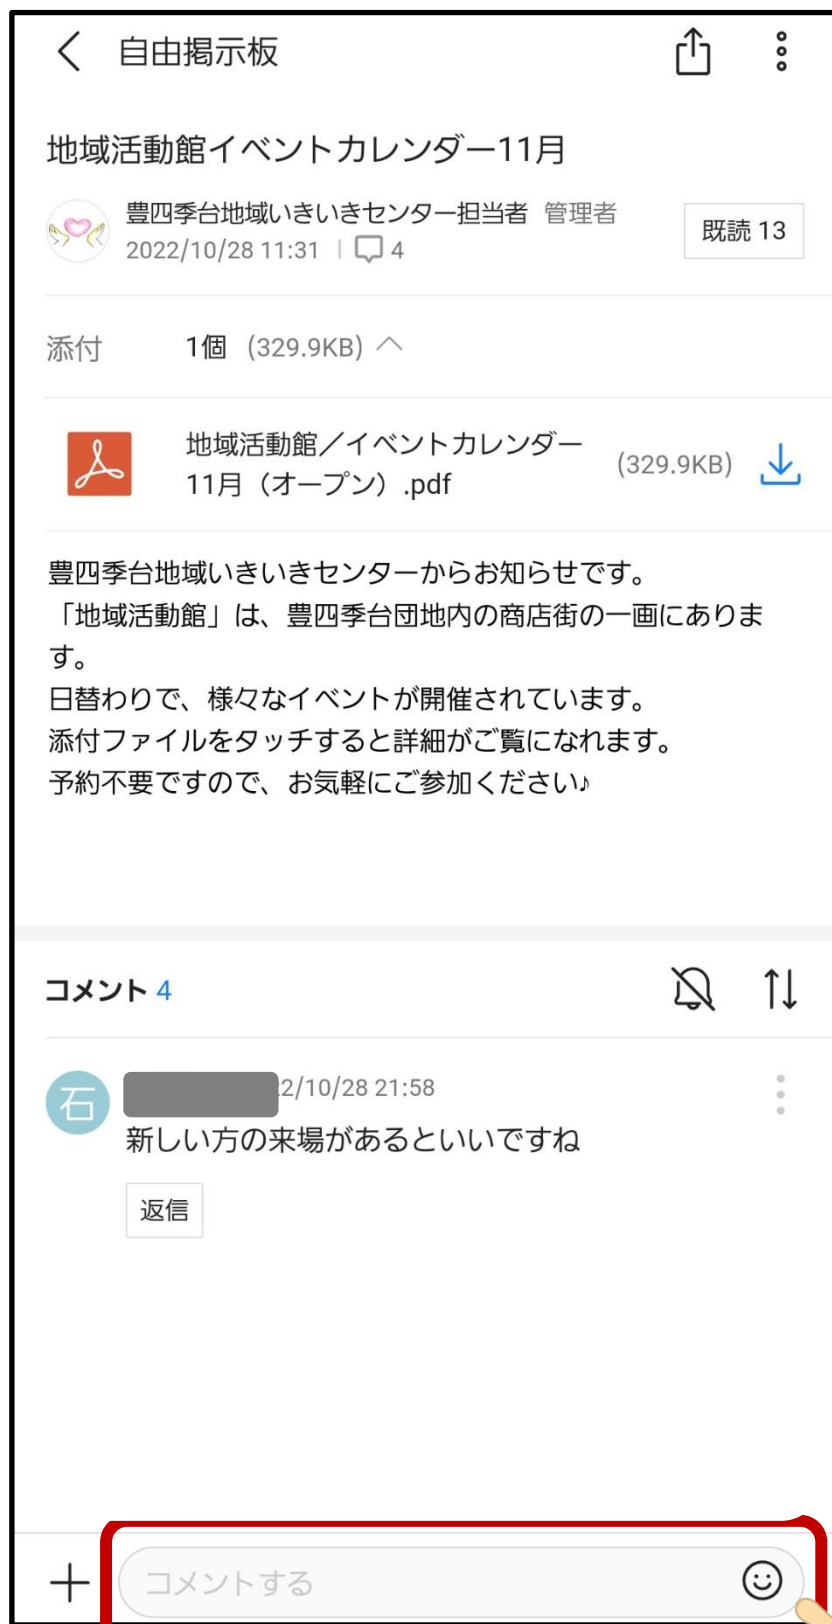 自由掲示板
地域活動館イベントカレンダー11月
豊四季台地域いきいきセンター担当者 管理者
2022/10/28 11:31 4
既読 13
添付 1個 (329.9KB)
地域活動館／イベントカレンダー
11月（オープン）.pdf
(329.9KB)
豊四季台地域いきいきセンターからお知らせです。
「地域活動館」は、豊四季台団地内の商店街の一画にありま
す。
日替わりで、様々なイベントが開催されています。
添付ファイルをタッチすると詳細がご覧になれます。
予約不要ですので、お気軽にご参加ください♪
コメント 4
石
2/10/28 21:58
新しい方の来場があるといいですね
返信
コメントする